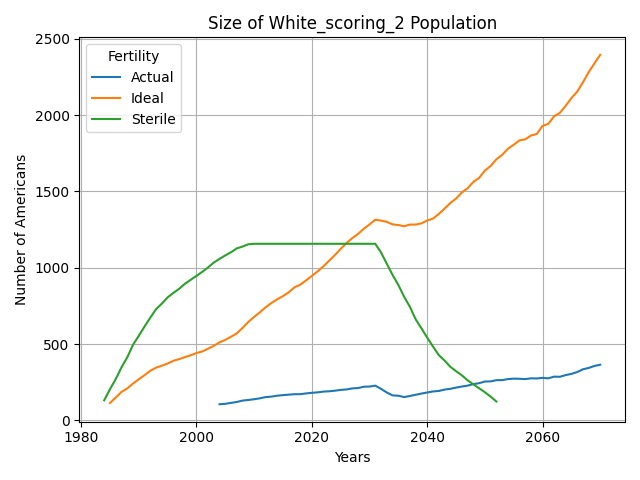 Size of White_scoring_2 Population
Fertility
Actual
Ideal
Sterile
Number of Americans
2500
2000
1500
1000
500
0
1980
2000
2020
2040
2060
Years